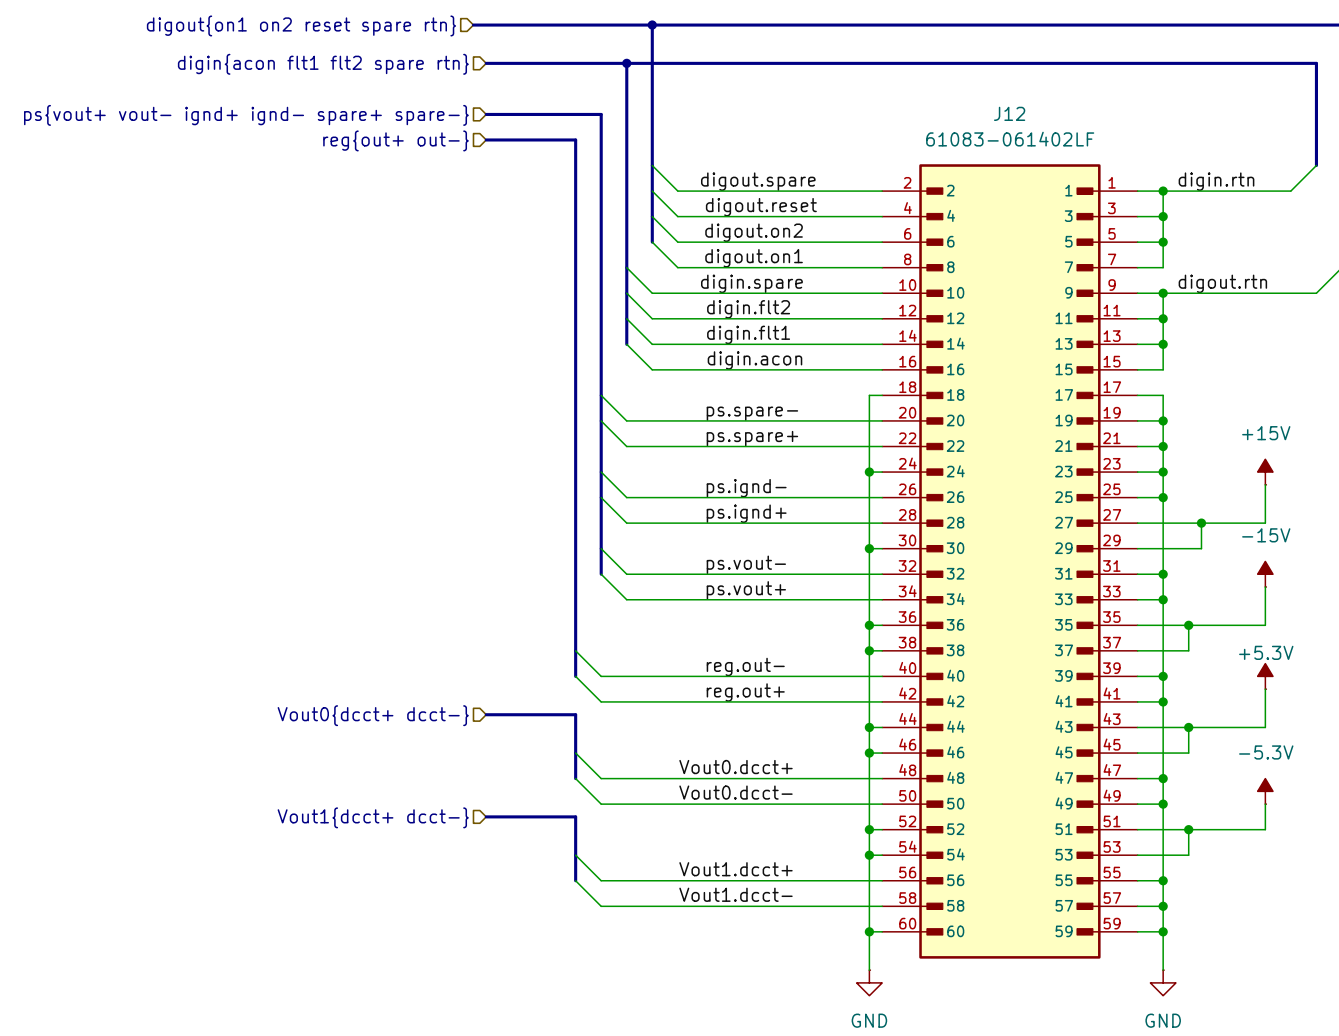 digout{on1 on2 reset spare rtn}
digin{acon flt1 flt2 spare rtn}
ps{vout+ vout- ignd+ ignd- spare+ spare-}
reg{out+ out-}
J12
61083-061402LF
digout.spare 2 2 1 1 digin.rtn
digout.reset 4 4 3 3
digout.on2 6 6 5 5
digout.on1 8 8 7 7
digin.spare 10 10 9 9 digout.rtn
digin.flt2 12 12 11 11
digin.flt1 14 14 13 13
digin.acon 16 16 15 15
18 18 17 17
ps.spare- 20 20 19 19
+15V
ps.spare+ 22 22 21 21
24 24 23 23
ps.ignd- 26 26 25 25
ps.ignd+ 28 28 27 27
-15V
30 30 29 29
ps.vout- 32 32 31 31
ps.vout+ 34 34 33 33
36 36 35 35
38 38 37 37
+5.3V
reg.out- 40 40 39 39
reg.out+ 42 42 41 41
Vout0{dcct+ dcct-}
44 44 43 43
46 46 45 45
-5.3V
Vout0.dcct+ 48 48 47 47
Vout0.dcct- 50 50 49 49
Vout1{dcct+ dcct-}
52 52 51 51
54 54 53 53
Vout1.dcct+ 56 56 55 55
Vout1.dcct- 58 58 57 57
60 60 59 59
GND GND